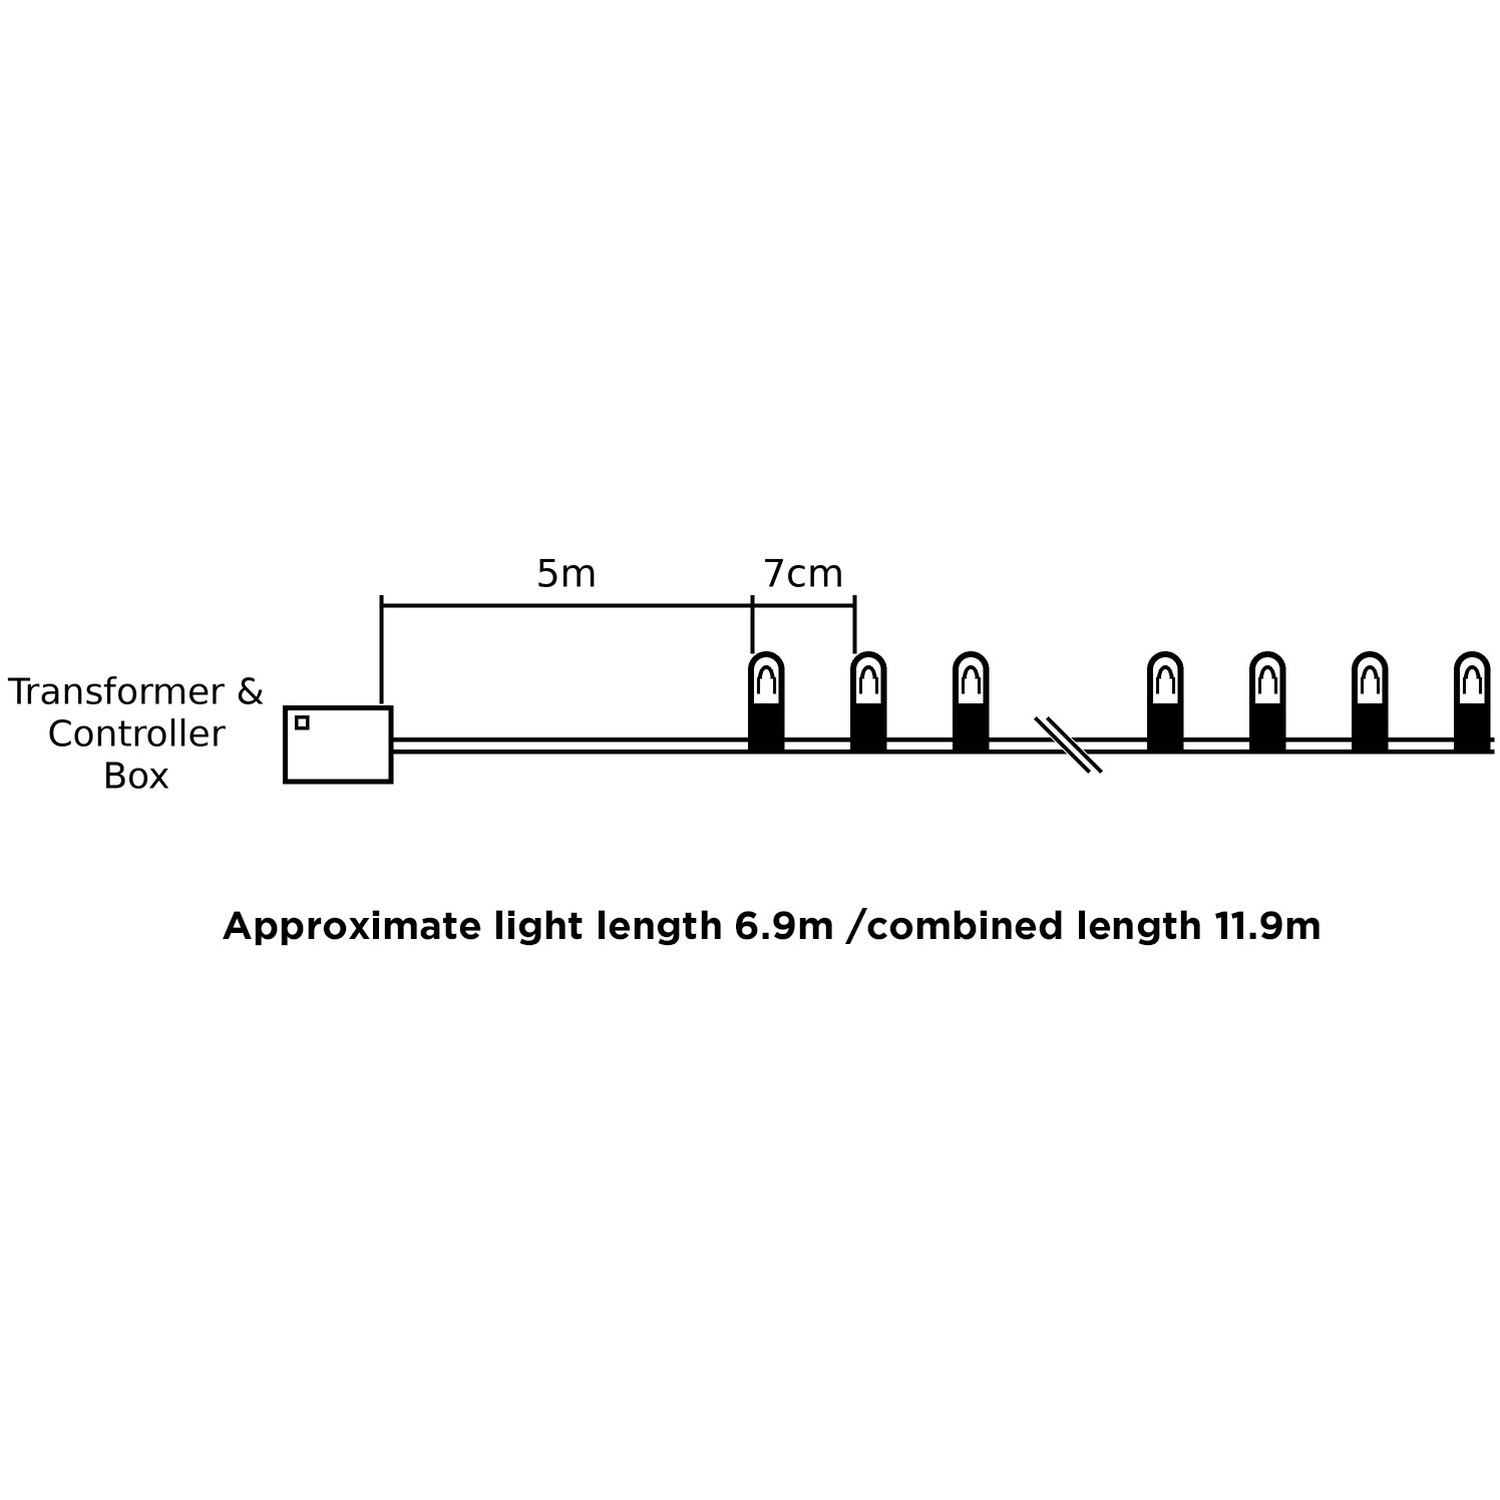 5m 7cm
Transformer &
Controller
Box
Approximate light length 6.9m /combined length 11.9m